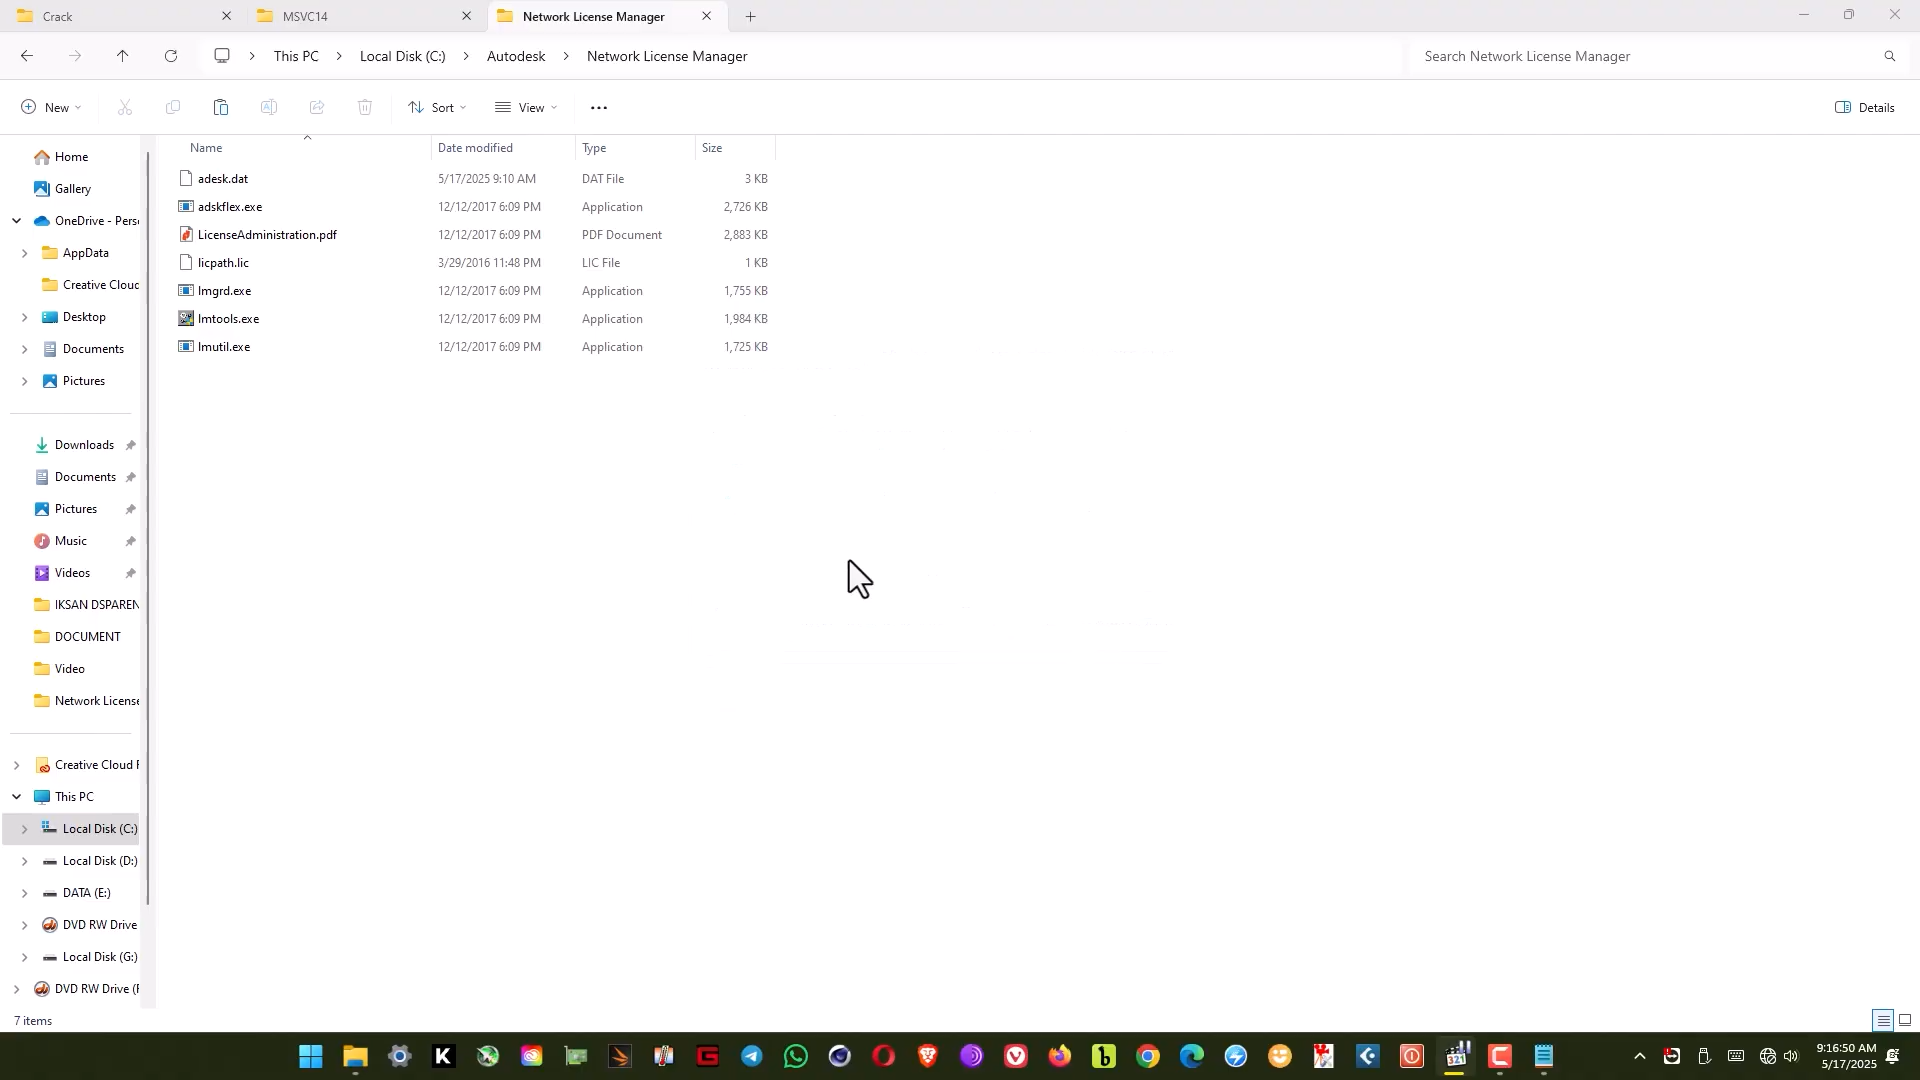 Crack
MSVC14
Network License Manager
This PC
Local Disk (C:)
Autodesk
Network License Manager
Search Network License Manager
New
Sort
View
Details
Name
Date modified
Type
Size
adesk.dat
5/17/2025 9:10 AM
DAT File
3 KB
adskflex.exe
12/12/2017 6:09 PM
Application
2,726 KB
LicenseAdministration.pdf
12/12/2017 6:09 PM
PDF Document
2,883 KB
licpath.lic
3/29/2016 11:48 PM
LIC File
1 KB
lmgrd.exe
12/12/2017 6:09 PM
Application
1,755 KB
lmtools.exe
12/12/2017 6:09 PM
Application
1,984 KB
lmutil.exe
12/12/2017 6:09 PM
Application
1,725 KB
Home
Gallery
OneDrive - Pers
AppData
Creative Cloud
Desktop
Documents
Pictures
Downloads
Documents
Pictures
Music
Videos
IKSAN DSPAREN
DOCUMENT
Video
Network License
Creative Cloud F
This PC
Local Disk (C:)
Local Disk (D:)
DATA (E:)
DVD RW Drive
Local Disk (G:)
DVD RW Drive (F
7 items
321
9:16:50 AM
5/17/2025